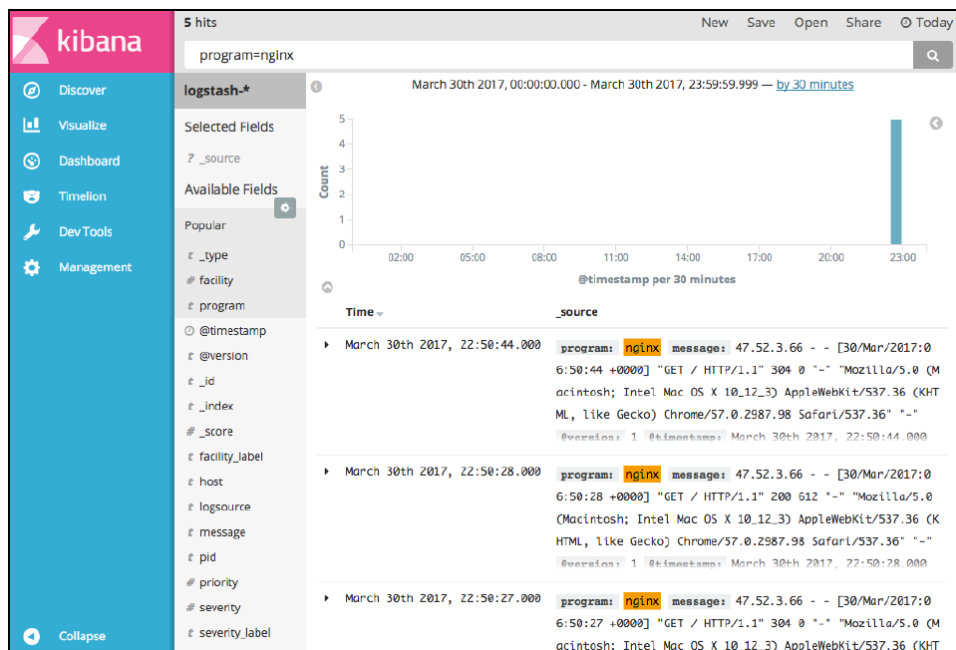 kibana
Discover
Visualize
Dashboard
Timelion
Dev Tools
Management
Collapse
5 hits
New Save Open Share Today
program=nginx
logstash-*
Selected Fields
? _source
Available Fields
Popular
t _type
# facility
t program
@timestamp
t @version
t _id
t _index
# _score
t facility_label
t host
t logsource
t message
t pid
# priority
# severity
t severity_label
March 30th 2017, 00:00:00.000 - March 30th 2017, 23:59:59.999 — by 30 minutes
Count
5
4
3
2
1
0
02:00 05:00 08:00 11:00 14:00 17:00 20:00 23:00
@timestamp per 30 minutes
Time _source
March 30th 2017, 22:50:44.000 program: nginx message: 47.52.3.66 - - [30/Mar/2017:0
6:50:44 +0000] "GET / HTTP/1.1" 304 0 "-" "Mozilla/5.0 (M
acintosh; Intel Mac OS X 10_12_3) AppleWebKit/537.36 (KHT
ML, like Gecko) Chrome/57.0.2987.98 Safari/537.36" "-"
@version: 1 @timestamp: March 30th 2017, 22:50:44.000
March 30th 2017, 22:50:28.000 program: nginx message: 47.52.3.66 - - [30/Mar/2017:0
6:50:28 +0000] "GET / HTTP/1.1" 200 612 "-" "Mozilla/5.0
(Macintosh; Intel Mac OS X 10_12_3) AppleWebKit/537.36 (K
HTML, like Gecko) Chrome/57.0.2987.98 Safari/537.36" "-"
@version: 1 @timestamp: March 30th 2017, 22:50:28.000
March 30th 2017, 22:50:27.000 program: nginx message: 47.52.3.66 - - [30/Mar/2017:0
6:50:27 +0000] "GET / HTTP/1.1" 304 0 "-" "Mozilla/5.0 (M
acintosh; Intel Mac OS X 10_12_3) AppleWebKit/537.36 (KHT